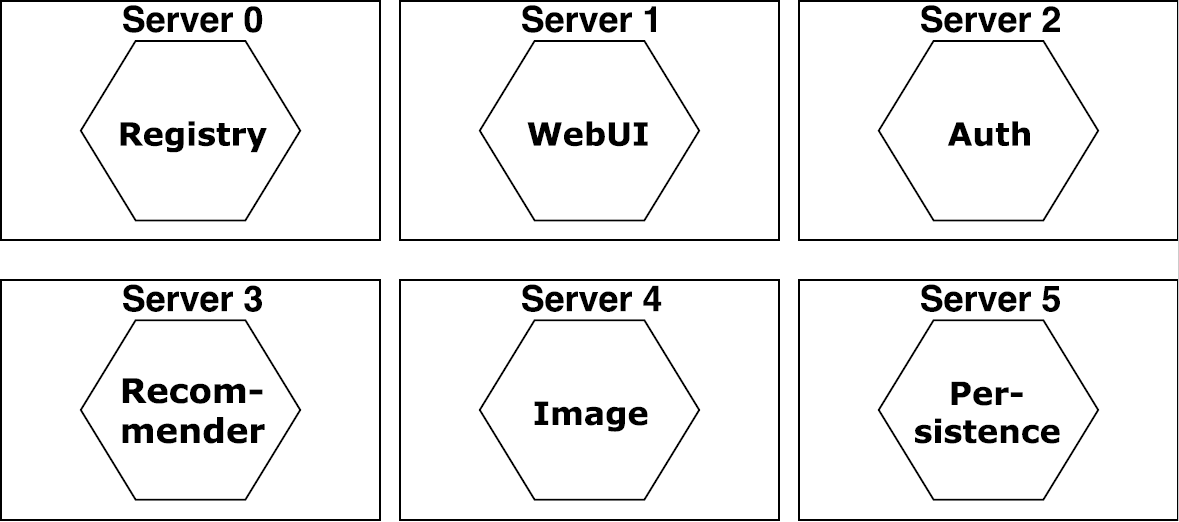 Server 0
Registry
Server 1
WebUI
Server 2
Auth
Server 3
Recom-
mender
Server 4
Image
Server 5
Per-
sistence